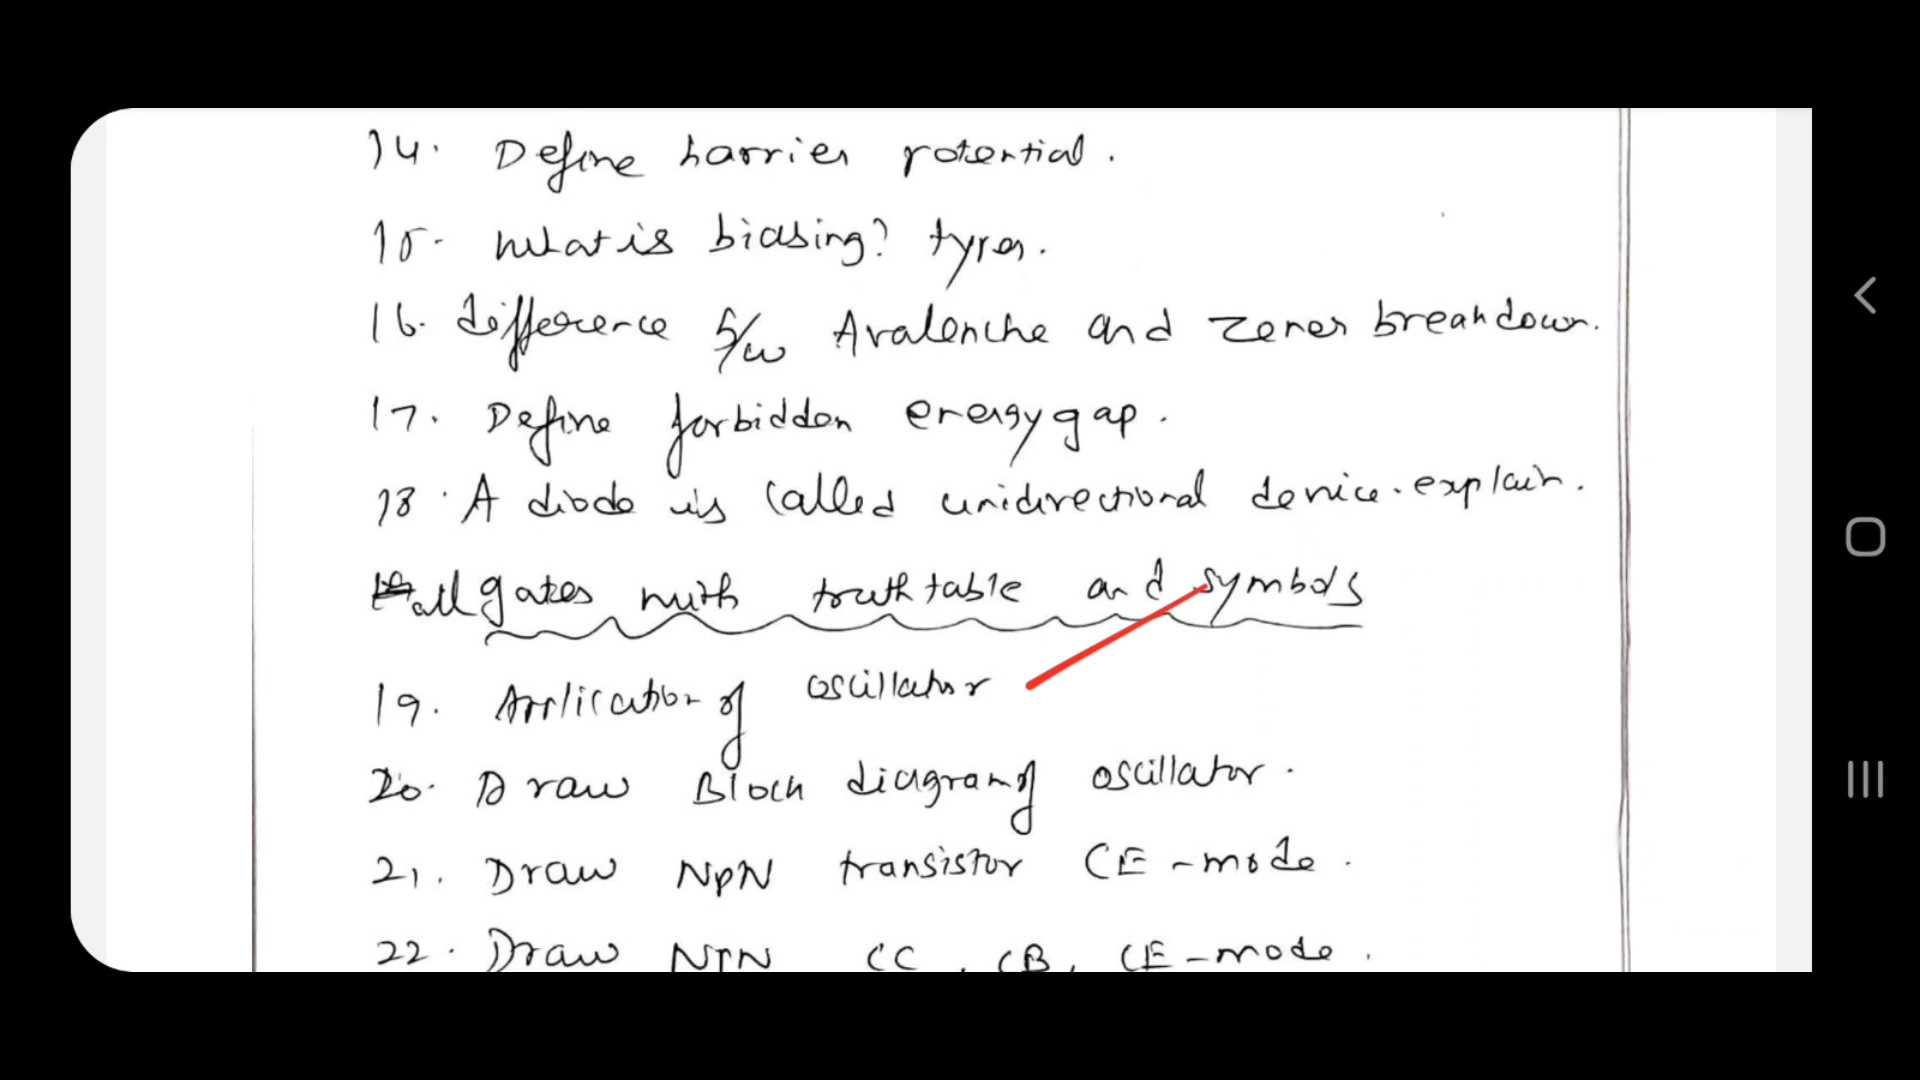 14. Define barrier potential.
15. What is biasing? types.
16. difference b/w Avalenche and zener breakdown.
17. Define forbidden energy gap.
18. A diode is called unidirectional device. explain.
all gates with truth table and symbols
19. Application of oscillator
20. Draw Block diagram of oscillator.
21. Draw NPN transistor CE-mode.
22. Draw NPN CC, CB, CE-mode.